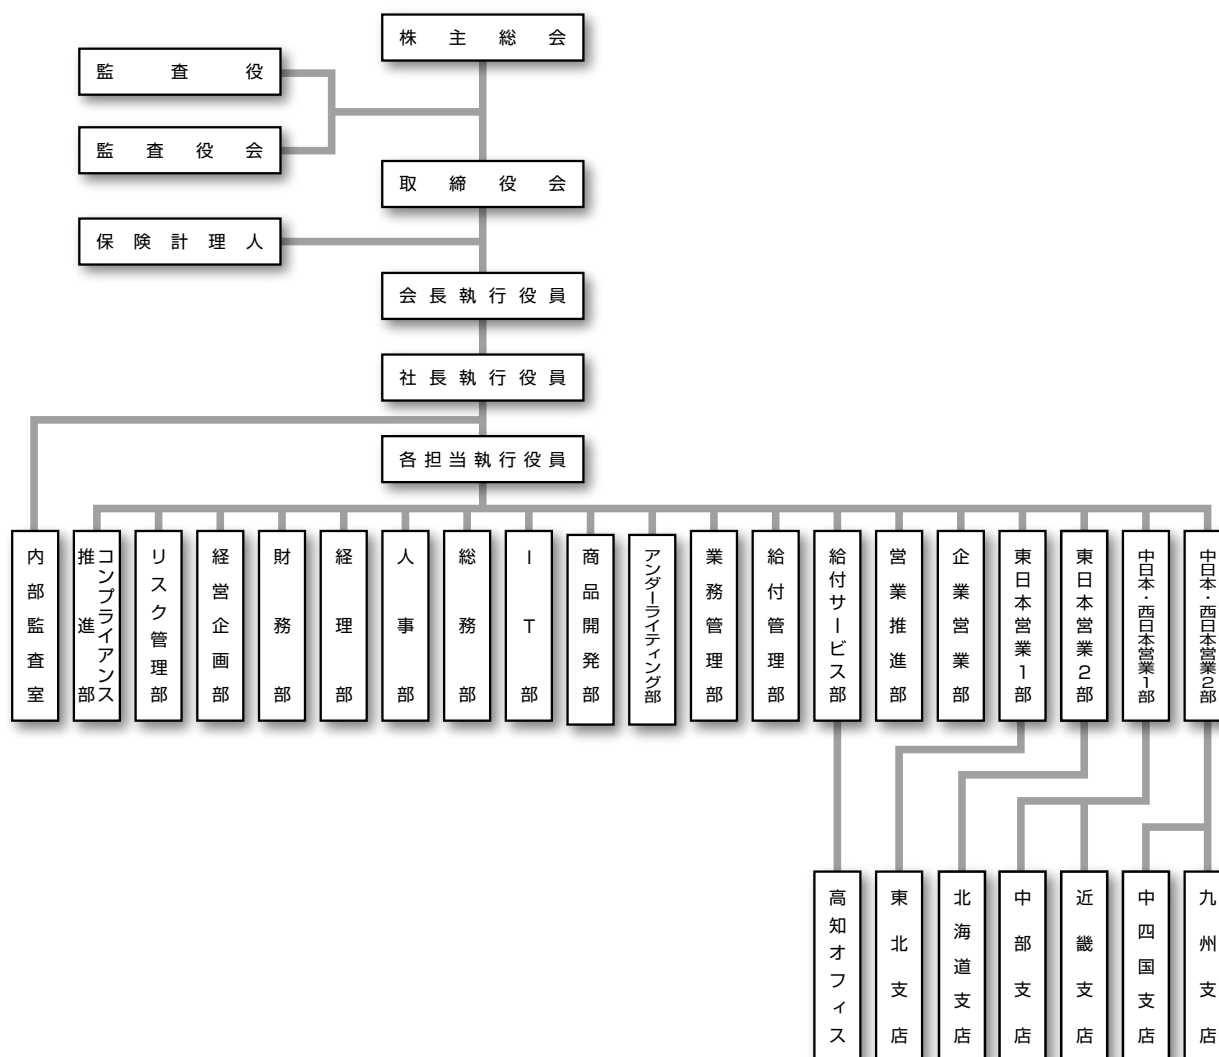 株主総会
監査役
監査役会
取締役会
保険計理人
会長執行役員
社長執行役員
各担当執行役員
内部監査室
コンプライアンス
推進部
リスク管理部
経営企画部
財務部
経理部
人事部
総務部
IT部
商品開発部
アンダーライティング部
業務管理部
給付管理部
給付サービス部
営業推進部
企業営業部
東日本営業1部
東日本営業2部
中日本・西日本営業1部
中日本・西日本営業2部
高知オフィス
東北支店
北海道支店
中部支店
近畿支店
中四国支店
九州支店